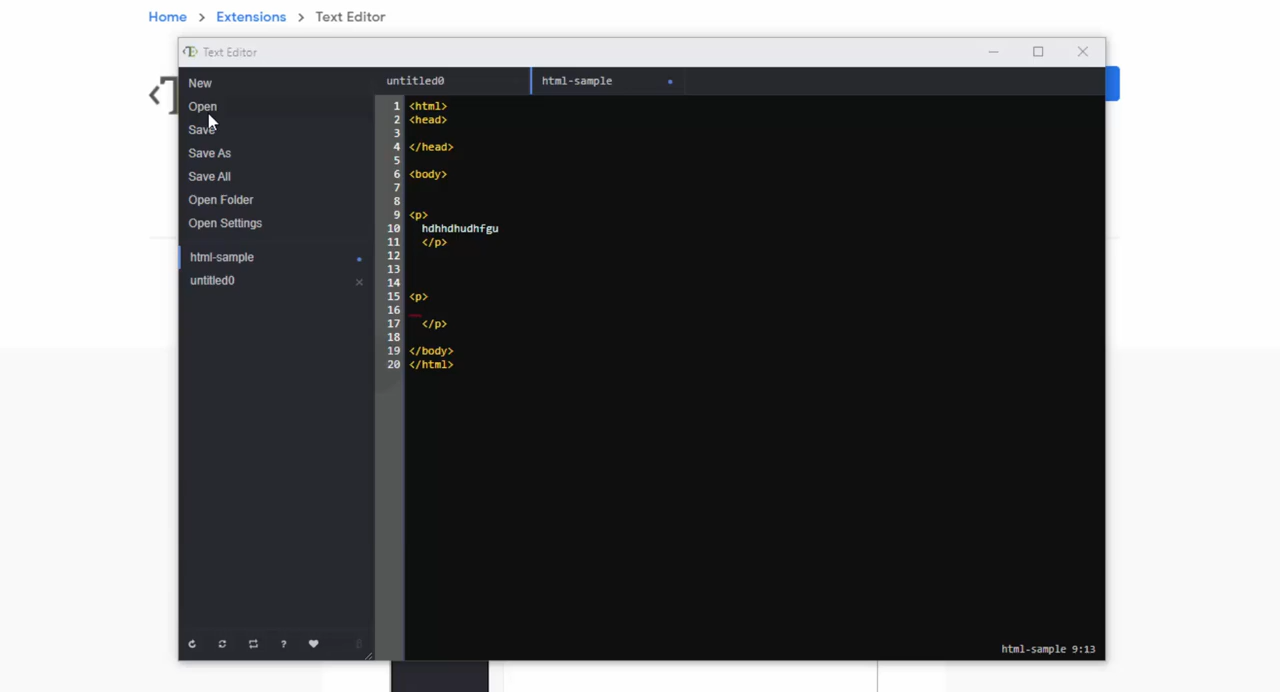 Home > Extensions > Text Editor
Text Editor
New
Open
Save
Save As
Save All
Open Folder
Open Settings
html-sample
untitled0
untitled0
html-sample
1 <html>
2 <head>
3
4 </head>
5
6 <body>
7
8
9 <p>
10 hdhhdhudhfgu
11 </p>
12
13
14
15 <p>
16
17 </p>
18
19 </body>
20 </html>
html-sample 9:13